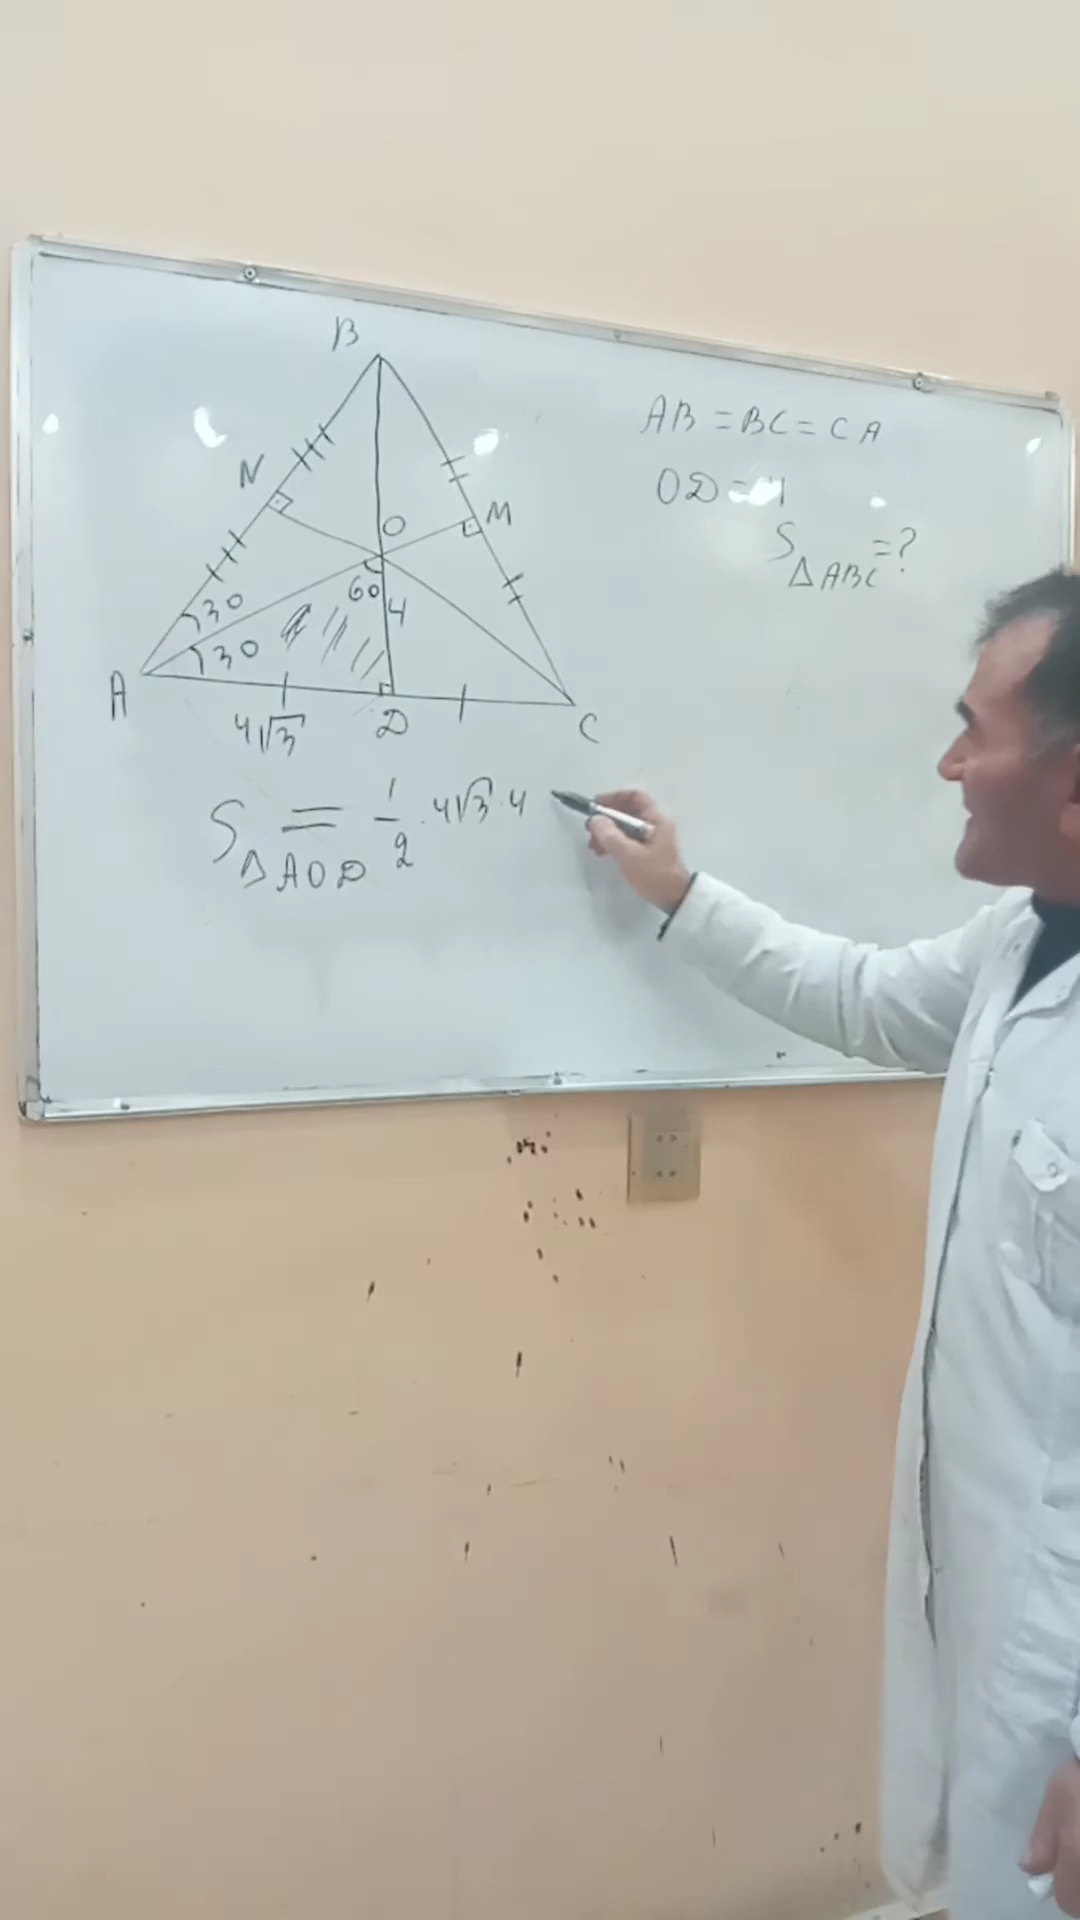 B
AB = BC = CA
N
OD = 4
M
O
S△ABC = ?
60
4
30
30
A
4√3
D
C
S△AOD = 1/2 · 4√3 · 4